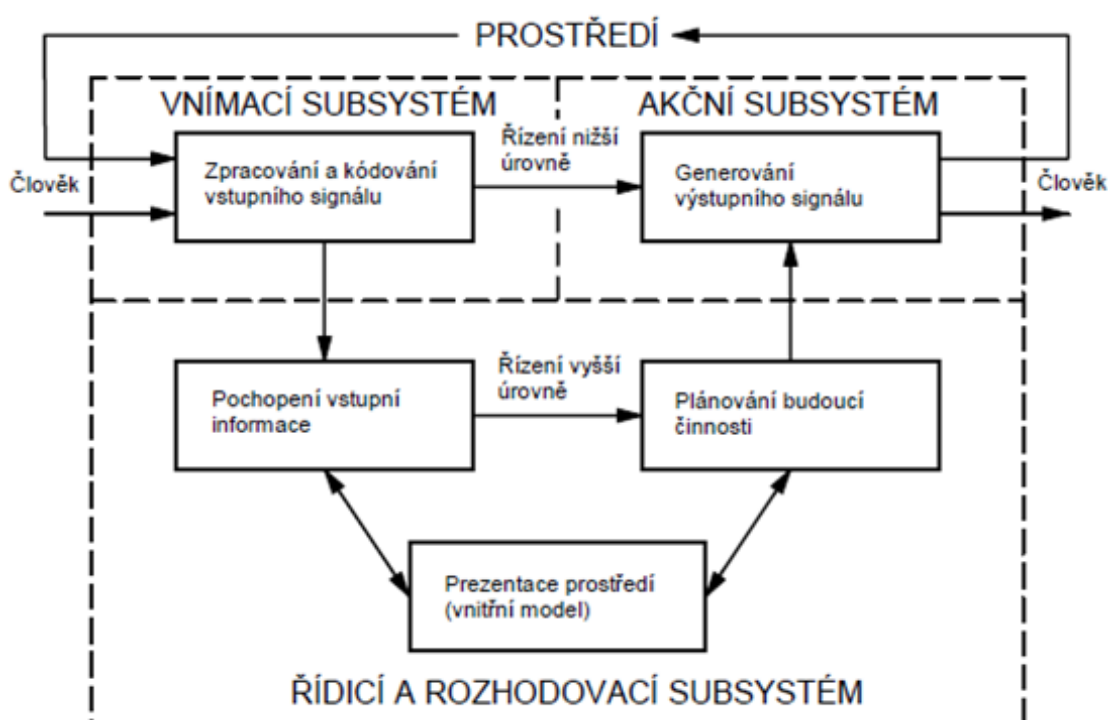 PROSTŘEDÍ
VNÍMACÍ SUBSYSTÉM
AKČNÍ SUBSYSTÉM
Člověk
Zpracování a kódování
vstupního signálu
Řízení nižší
úrovně
Generování
výstupního signálu
Člověk
Pochopení vstupní
informace
Řízení vyšší
úrovně
Plánování budoucí
činnosti
Prezentace prostředí
(vnitřní model)
ŘÍDICÍ A ROZHODOVACÍ SUBSYSTÉM